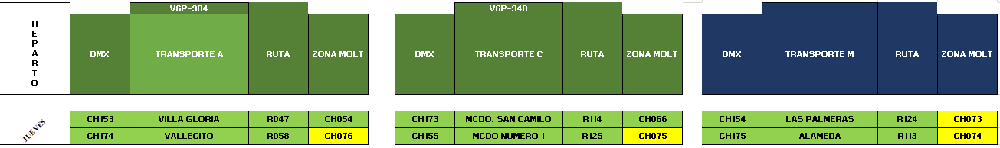 V6P-904 V6P-948
REPARTO DMX TRANSPORTE A RUTA ZONA MOLT DMX TRANSPORTE C RUTA ZONA MOLT DMX TRANSPORTE M RUTA ZONA MOLT
JUEVES
CH153 VILLA GLORIA R047 CH054 CH173 MCDO. SAN CAMILO R114 CH066 CH154 LAS PALMERAS R124 CH073
CH174 VALLECITO R058 CH076 CH155 MCDO NUMERO 1 R125 CH075 CH175 ALAMEDA R113 CH074